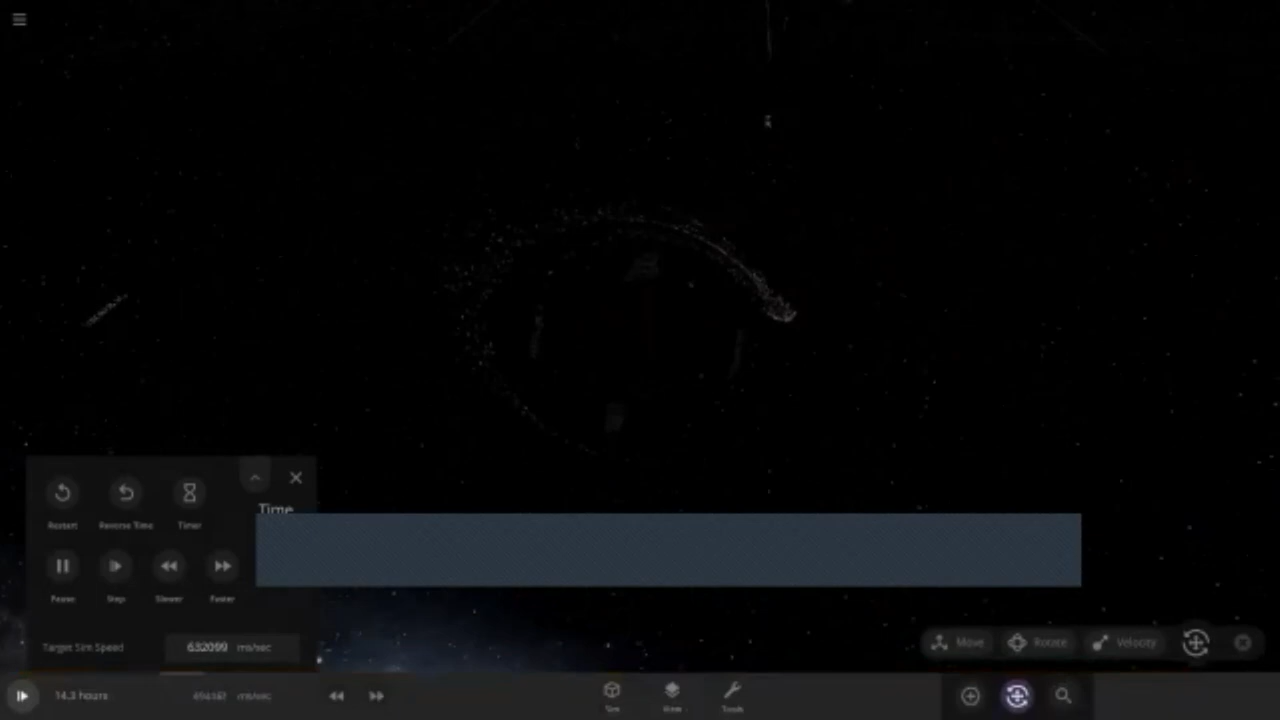 Time
Restart Reverse Time Timer
Pause Step Slower Faster
Target Sim Speed 632099 ms/sec
Move Rotate Velocity
14.3 hours ms/sec
Sim View Tools